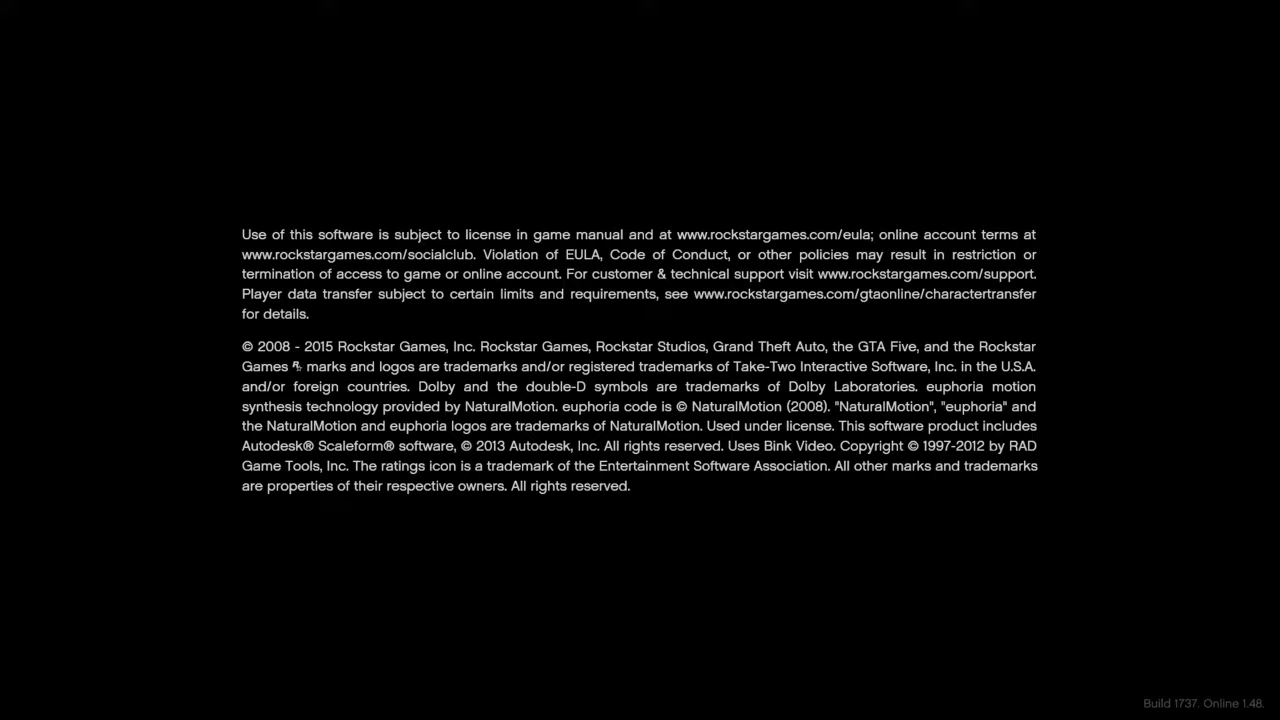 Use of this software is subject to license in game manual and at www.rockstargames.com/eula; online account terms at
www.rockstargames.com/socialclub. Violation of EULA, Code of Conduct, or other policies may result in restriction or
termination of access to game or online account. For customer & technical support visit www.rockstargames.com/support.
Player data transfer subject to certain limits and requirements, see www.rockstargames.com/gtaonline/charactertransfer
for details.
© 2008 - 2015 Rockstar Games, Inc. Rockstar Games, Rockstar Studios, Grand Theft Auto, the GTA Five, and the Rockstar
Games R* marks and logos are trademarks and/or registered trademarks of Take-Two Interactive Software, Inc. in the U.S.A.
and/or foreign countries. Dolby and the double-D symbols are trademarks of Dolby Laboratories. euphoria motion
synthesis technology provided by NaturalMotion. euphoria code is © NaturalMotion (2008). "NaturalMotion", "euphoria" and
the NaturalMotion and euphoria logos are trademarks of NaturalMotion. Used under license. This software product includes
Autodesk® Scaleform® software, © 2013 Autodesk, Inc. All rights reserved. Uses Bink Video. Copyright © 1997-2012 by RAD
Game Tools, Inc. The ratings icon is a trademark of the Entertainment Software Association. All other marks and trademarks
are properties of their respective owners. All rights reserved.
Build 1737. Online 1.48.